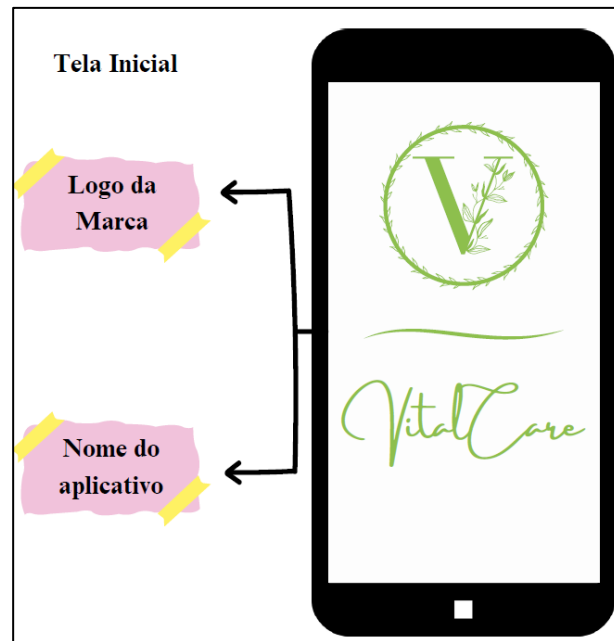 Tela Inicial
Logo da
Marca
V
VitalCare
Nome do
aplicativo